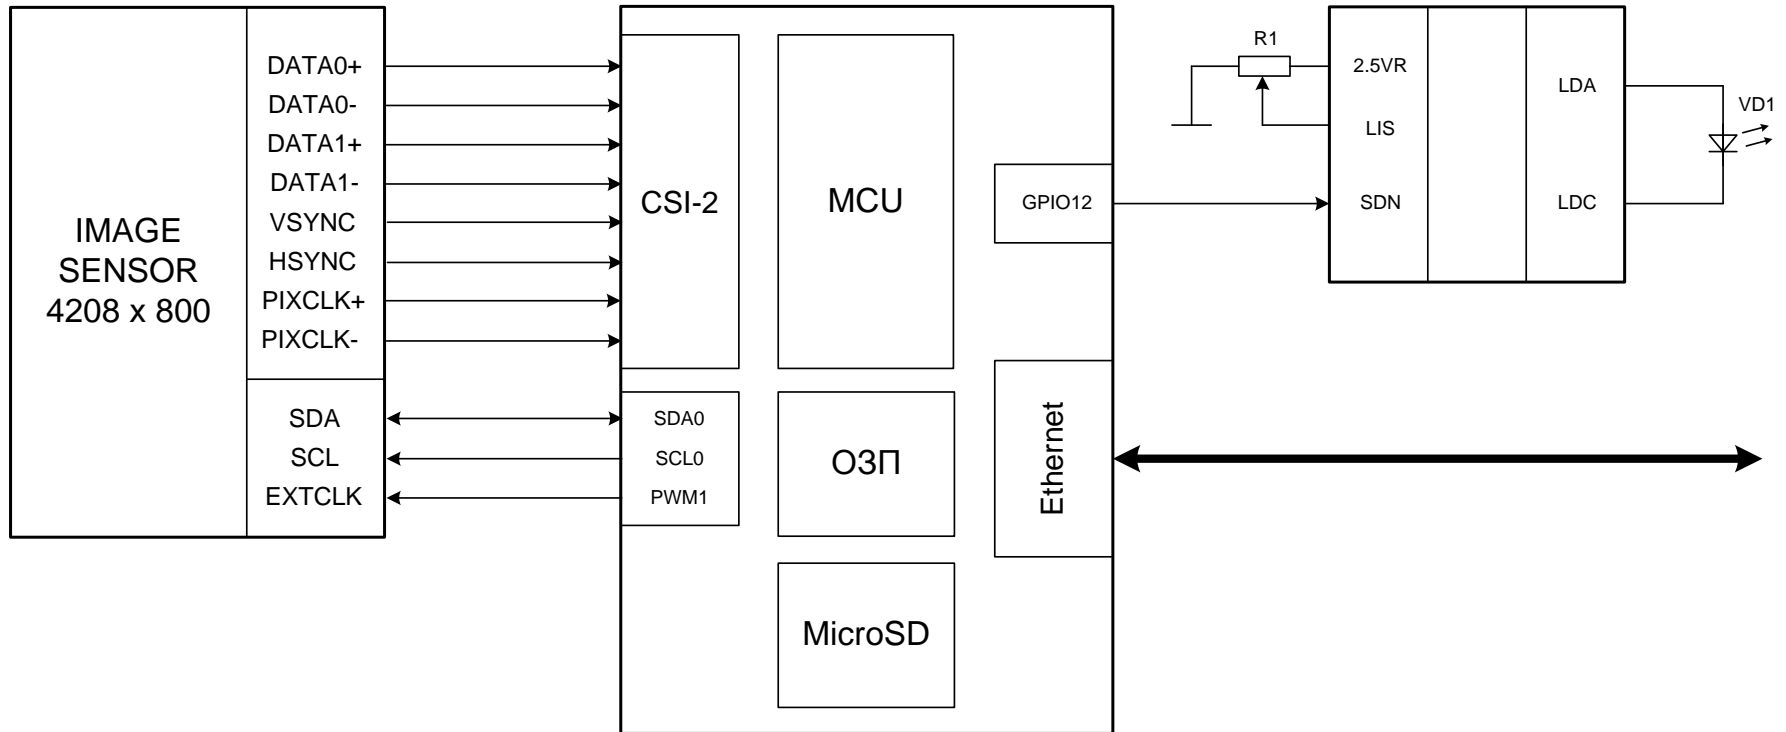 IMAGE
SENSOR
4208 x 800
DATA0+
DATA0-
DATA1+
DATA1-
VSYNC
HSYNC
PIXCLK+
PIXCLK-
SDA
SCL
EXTCLK
CSI-2
SDA0
SCL0
PWM1
MCU
ОЗП
MicroSD
GPIO12
Ethernet
R1
2.5VR
LIS
SDN
LDA
LDC
VD1